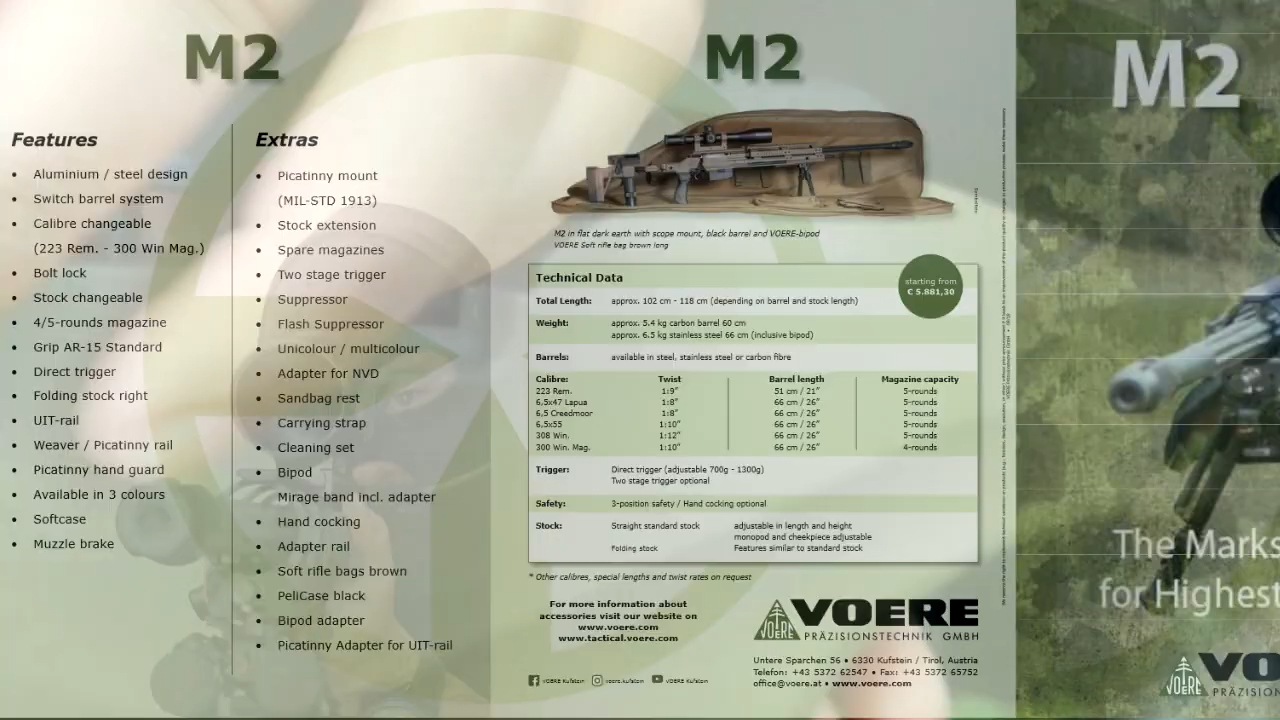 M2
Features
• Aluminium / steel design
• Switch barrel system
• Calibre changeable
(223 Rem. - 300 Win Mag.)
• Bolt lock
• Stock changeable
• 4/5-rounds magazine
• Grip AR-15 Standard
• Direct trigger
• Folding stock right
• UIT-rail
• Weaver / Picatinny rail
• Picatinny hand guard
• Available in 3 colours
• Softcase
• Muzzle brake
Extras
• Picatinny mount
(MIL-STD 1913)
• Stock extension
• Spare magazines
• Two stage trigger
• Suppressor
• Flash Suppressor
• Unicolour / multicolour
• Adapter for NVD
• Sandbag rest
• Carrying strap
• Cleaning set
• Bipod
Mirage band incl. adapter
• Hand cocking
• Adapter rail
• Soft rifle bags brown
• PeliCase black
• Bipod adapter
• Picatinny Adapter for UIT-rail
M2
M2 in flat dark earth with scope mount, black barrel and VOERE-bipod
VOERE Soft rifle bag brown long
starting from
€ 5.881,30
Technical Data
Total Length: approx. 102 cm - 118 cm (depending on barrel and stock length)
Weight: approx. 5.4 kg carbon barrel 60 cm
approx. 6.5 kg stainless steel 66 cm (inclusive bipod)
Barrels: available in steel, stainless steel or carbon fibre
Calibre: Twist Barrel length Magazine capacity
223 Rem. 1:9" 51 cm / 21" 5-rounds
6,5x47 Lapua 1:8" 66 cm / 26" 5-rounds
6,5 Creedmoor 1:8" 66 cm / 26" 5-rounds
6,5x55 1:10" 66 cm / 26" 5-rounds
308 Win. 1:12" 66 cm / 26" 5-rounds
300 Win. Mag. 1:10" 66 cm / 26" 4-rounds
Trigger: Direct trigger (adjustable 700g - 1300g)
Two stage trigger optional
Safety: 3-position safety / Hand cocking optional
Stock: Straight standard stock adjustable in length and height
monopod and cheekpiece adjustable
Folding stock Features similar to standard stock
* Other calibres, special lengths and twist rates on request
For more information about
accessories visit our website on
www.voere.com
www.tactical.voere.com
VOERE Kufstein voere.kufstein VOERE Kufstein
VOERE
VOERE
PRÄZISIONSTECHNIK GMBH
Untere Sparchen 56 • 6330 Kufstein / Tirol, Austria
Telefon: +43 5372 62547 • Fax: +43 5372 65752
office@voere.at • www.voere.com
M2
The Marks
for Highest
VOERE
VO
PRÄZISION